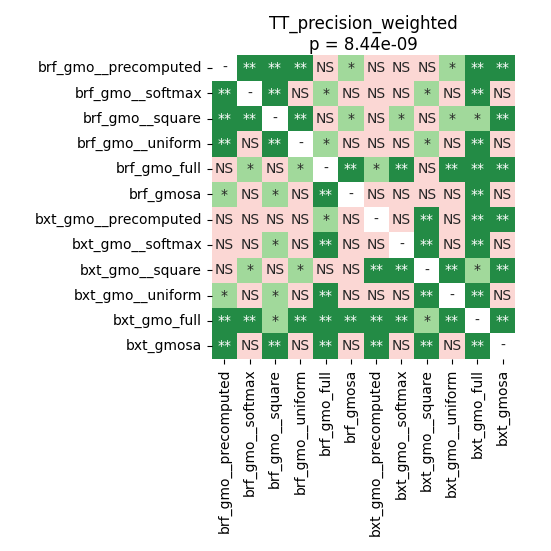 TT_precision_weighted
p = 8.44e-09
brf_gmo__precomputed - ** ** ** NS * NS NS NS * ** **
brf_gmo__softmax ** - ** NS * NS NS NS * NS ** NS
brf_gmo__square ** ** - ** NS * NS * NS * * **
brf_gmo__uniform ** NS ** - * NS NS NS * NS ** NS
brf_gmo_full NS * NS * - ** * ** NS ** ** **
brf_gmosa * NS * NS ** - NS NS NS NS ** NS
bxt_gmo__precomputed NS NS NS NS * NS - NS ** NS ** **
bxt_gmo__softmax NS NS * NS ** NS NS - ** NS ** NS
bxt_gmo__square NS * NS * NS NS ** ** - ** * **
bxt_gmo__uniform * NS * NS ** NS NS NS ** - ** NS
bxt_gmo_full ** ** * ** ** ** ** ** * ** - **
bxt_gmosa ** NS ** NS ** NS ** NS ** NS ** -
brf_gmo__precomputed
brf_gmo__softmax
brf_gmo__square
brf_gmo__uniform
brf_gmo_full
brf_gmosa
bxt_gmo__precomputed
bxt_gmo__softmax
bxt_gmo__square
bxt_gmo__uniform
bxt_gmo_full
bxt_gmosa